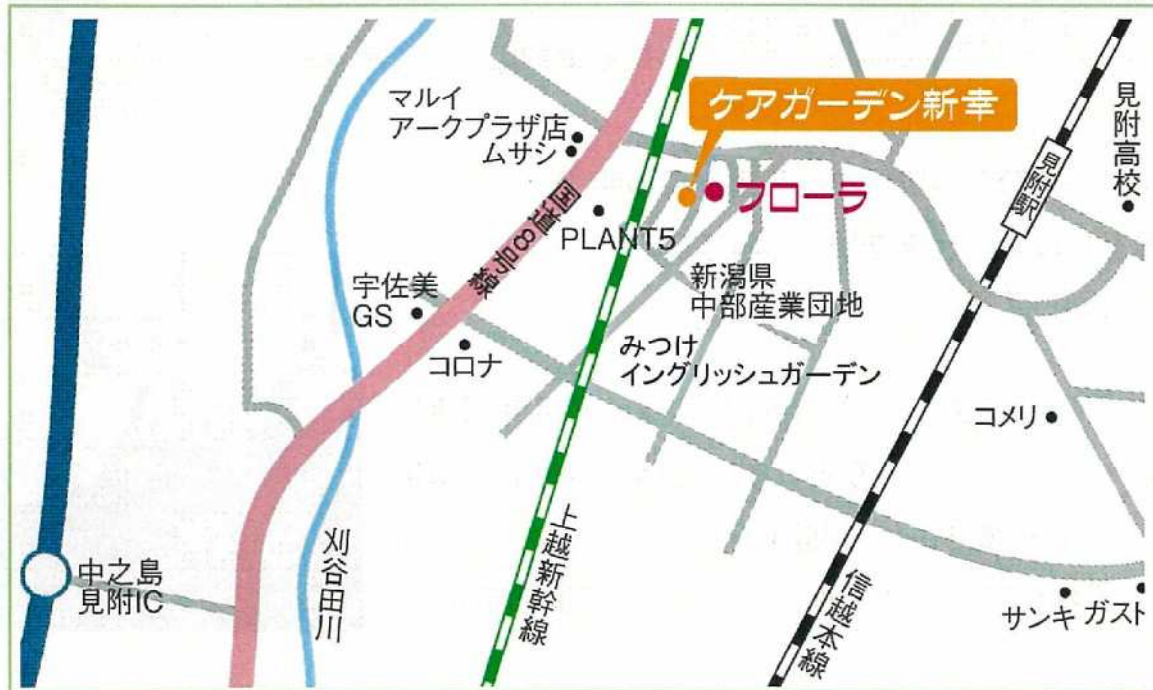 マルイ
アークプラザ店
ムサシ
ケアガーデン新幸
フローラ
見附高校
見附駅
国道8号線
PLANT5
新潟県
中部産業団地
宇佐美
GS
コロナ
みつけ
イングリッシュガーデン
コメリ
中之島
見附IC
刈谷田川
上越新幹線
信越本線
サンキ
ガスト